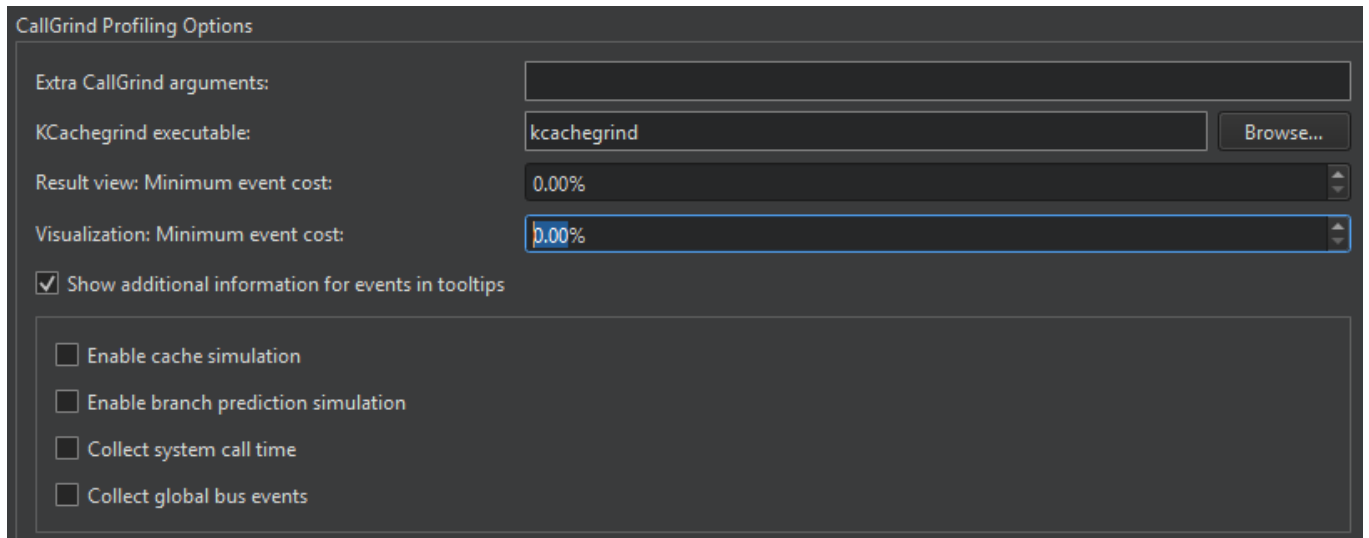 CallGrind Profiling Options
Extra CallGrind arguments:
KCachegrind executable: kcachegrind Browse...
Result view: Minimum event cost: 0.00%
Visualization: Minimum event cost: 0.00%
Show additional information for events in tooltips
Enable cache simulation
Enable branch prediction simulation
Collect system call time
Collect global bus events